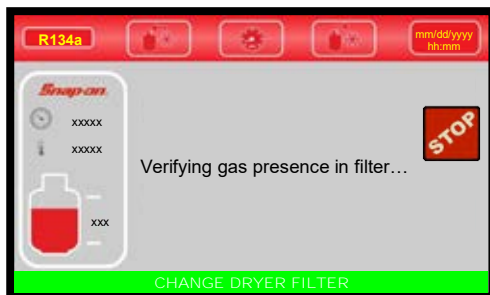 R134a
mm/dd/yyyy
hh:mm
Snap-on
xxxxx
xxxxx
xxx
STOP
Verifying gas presence in filter…
CHANGE DRYER FILTER